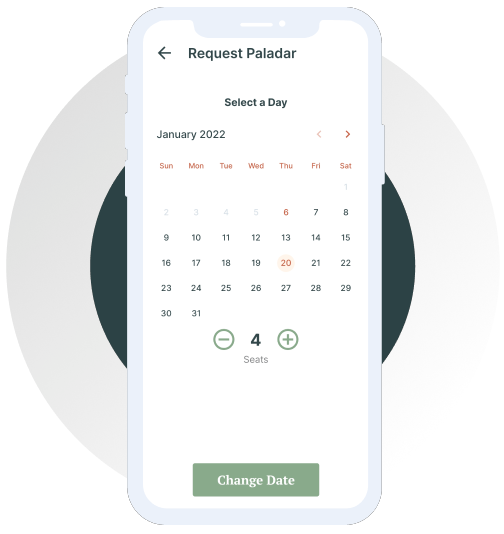 Request Paladar
Select a Day
January 2022
Sun Mon Tue Wed Thu Fri Sat
1
2 3 4 5 6 7 8
9 10 11 12 13 14 15
16 17 18 19 20 21 22
23 24 25 26 27 28 29
30 31
4
Seats
Change Date